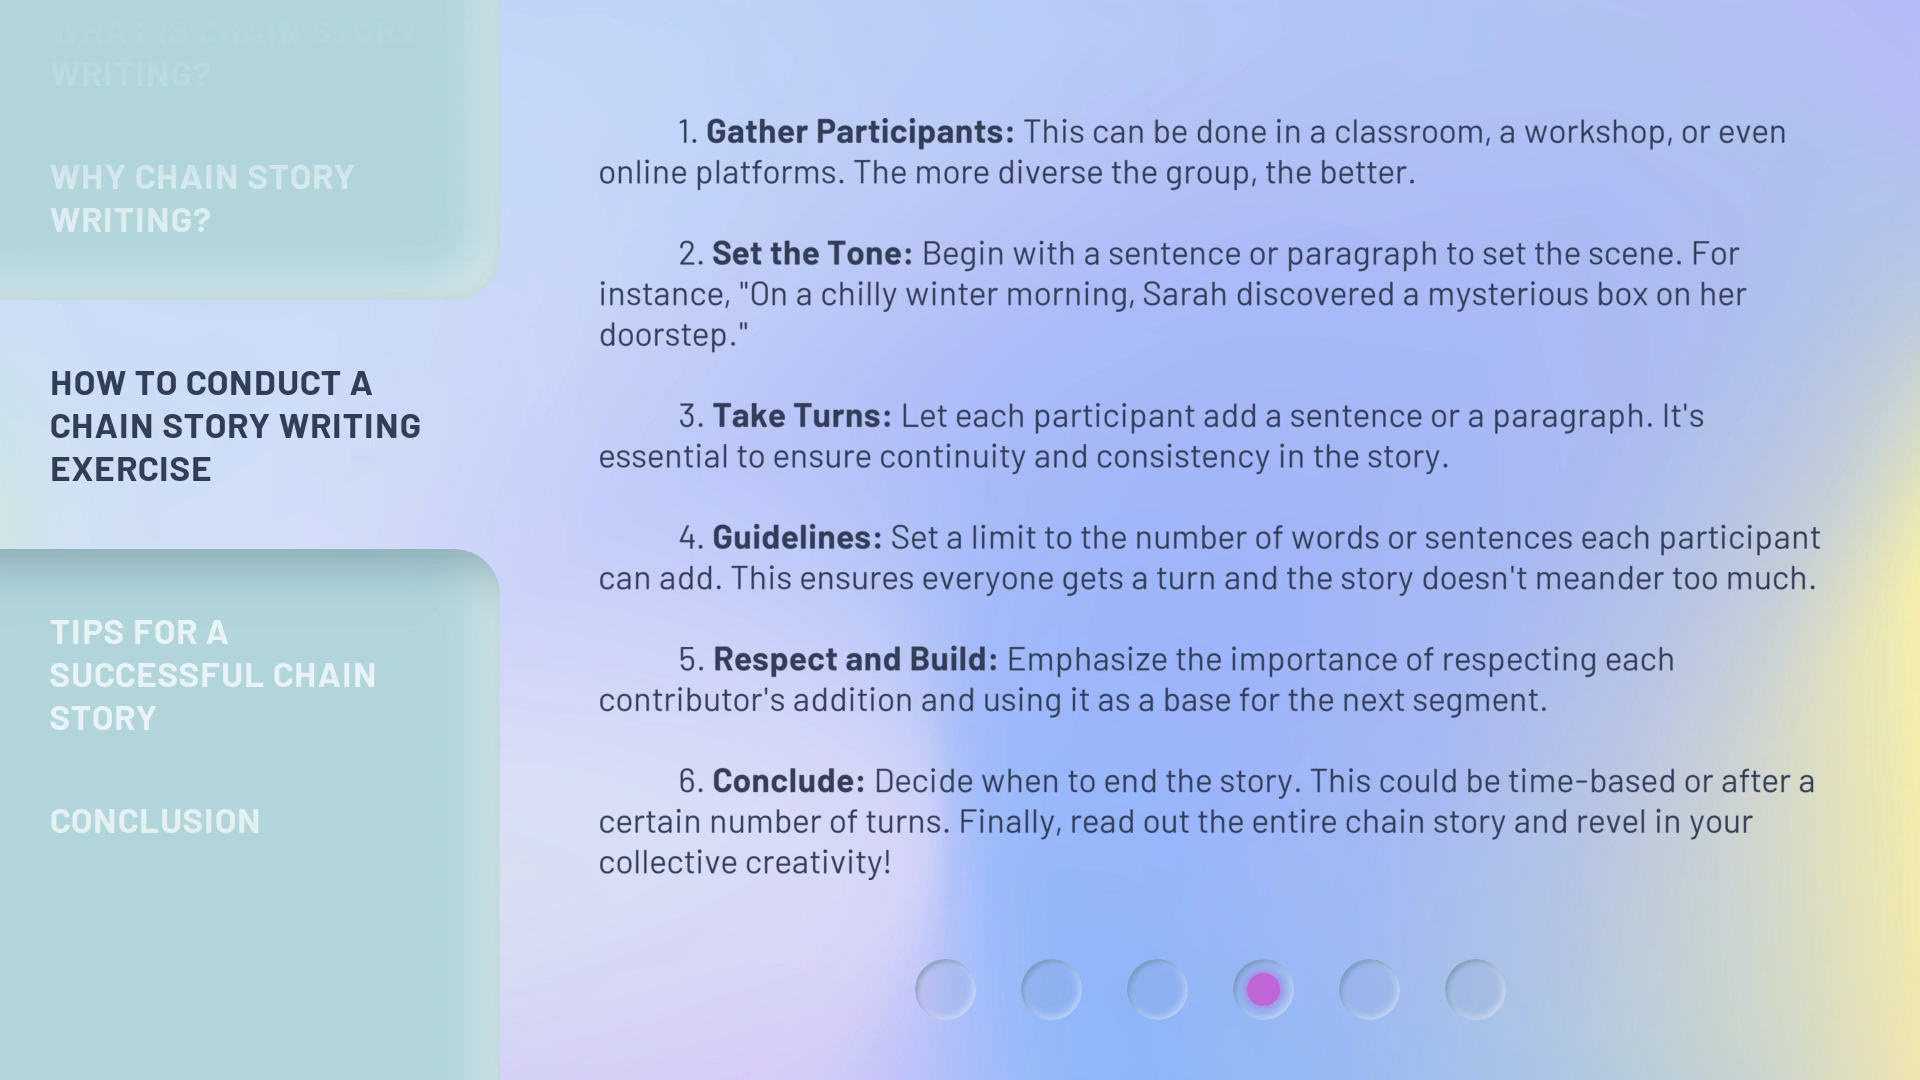 WHAT IS CHAIN STORY
WRITING?
WHY CHAIN STORY
WRITING?
HOW TO CONDUCT A
CHAIN STORY WRITING
EXERCISE
TIPS FOR A
SUCCESSFUL CHAIN
STORY
CONCLUSION
1. Gather Participants: This can be done in a classroom, a workshop, or even
online platforms. The more diverse the group, the better.
2. Set the Tone: Begin with a sentence or paragraph to set the scene. For
instance, "On a chilly winter morning, Sarah discovered a mysterious box on her
doorstep."
3. Take Turns: Let each participant add a sentence or a paragraph. It's
essential to ensure continuity and consistency in the story.
4. Guidelines: Set a limit to the number of words or sentences each participant
can add. This ensures everyone gets a turn and the story doesn't meander too much.
5. Respect and Build: Emphasize the importance of respecting each
contributor's addition and using it as a base for the next segment.
6. Conclude: Decide when to end the story. This could be time-based or after a
certain number of turns. Finally, read out the entire chain story and revel in your
collective creativity!